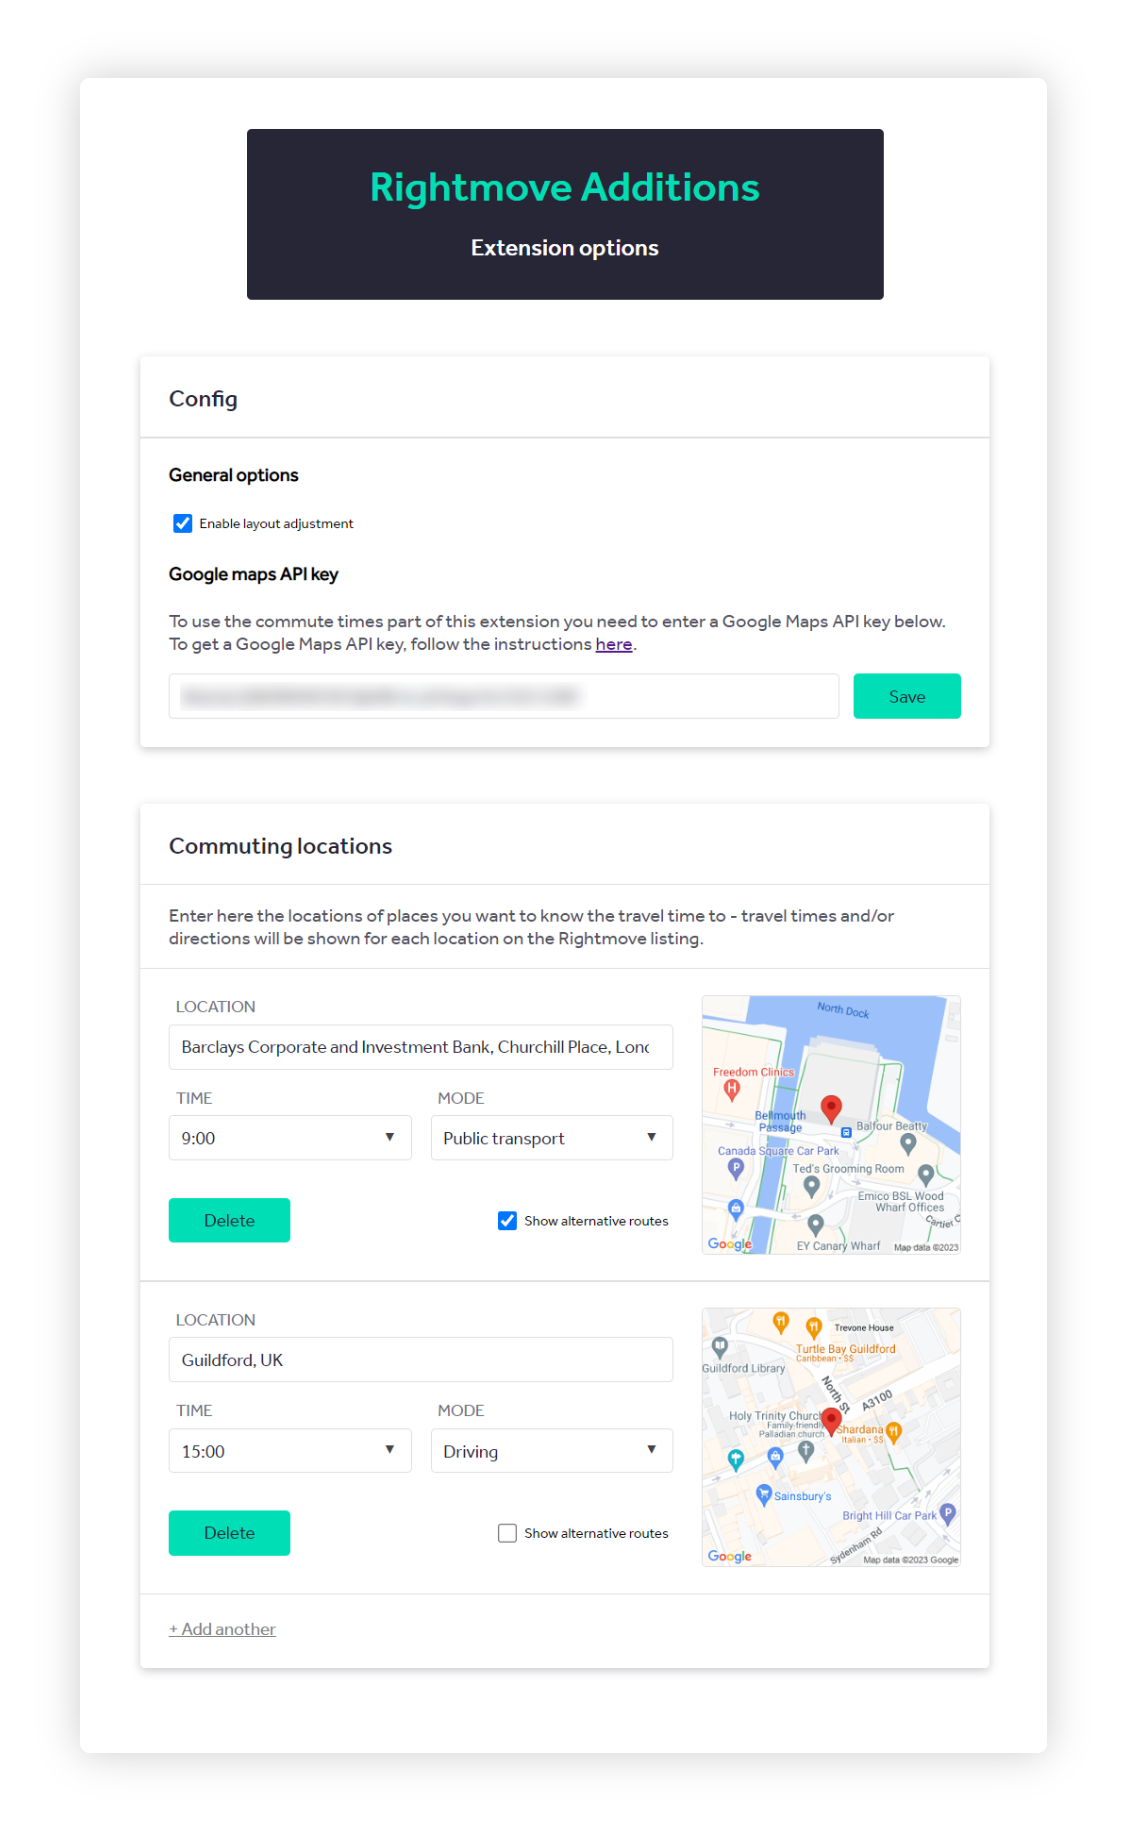 Rightmove Additions
Extension options
Config
General options
Enable layout adjustment
Google maps API key
To use the commute times part of this extension you need to enter a Google Maps API key below.
To get a Google Maps API key, follow the instructions here.
Save
Commuting locations
Enter here the locations of places you want to know the travel time to - travel times and/or
directions will be shown for each location on the Rightmove listing.
LOCATION
Barclays Corporate and Investment Bank, Churchill Place, Lon
TIME
MODE
9:00
Public transport
Delete
Show alternative routes
North Dock
Freedom Clinics
Bellmouth
Passage
Balfour Beatty
Canada Square Car Park
Ted's Grooming Room
Emico BSL Wood
Wharf Offices
Cartier C
EY Canary Wharf
Google
Map data ©2023
LOCATION
Guildford, UK
TIME
MODE
15:00
Driving
Delete
Show alternative routes
Trevone House
Turtle Bay Guildford
Caribbean • $$
Guildford Library
North St
A3100
Holy Trinity Church
Family-friendly
Palladian church
Shardana
Italian • $$
Sainsbury's
Bright Hill Car Park
Sydenham Rd
Google
Map data ©2023 Google
+ Add another